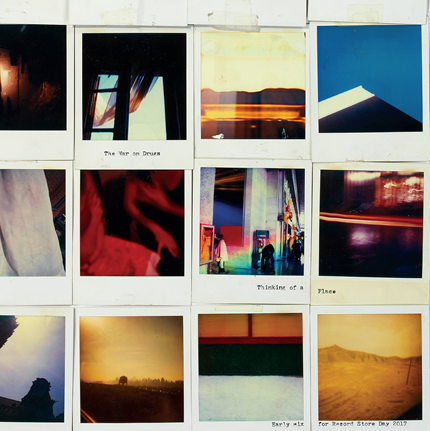 The War on Drugs
Thinking of a Place
Early mix for Record Store Day 2017